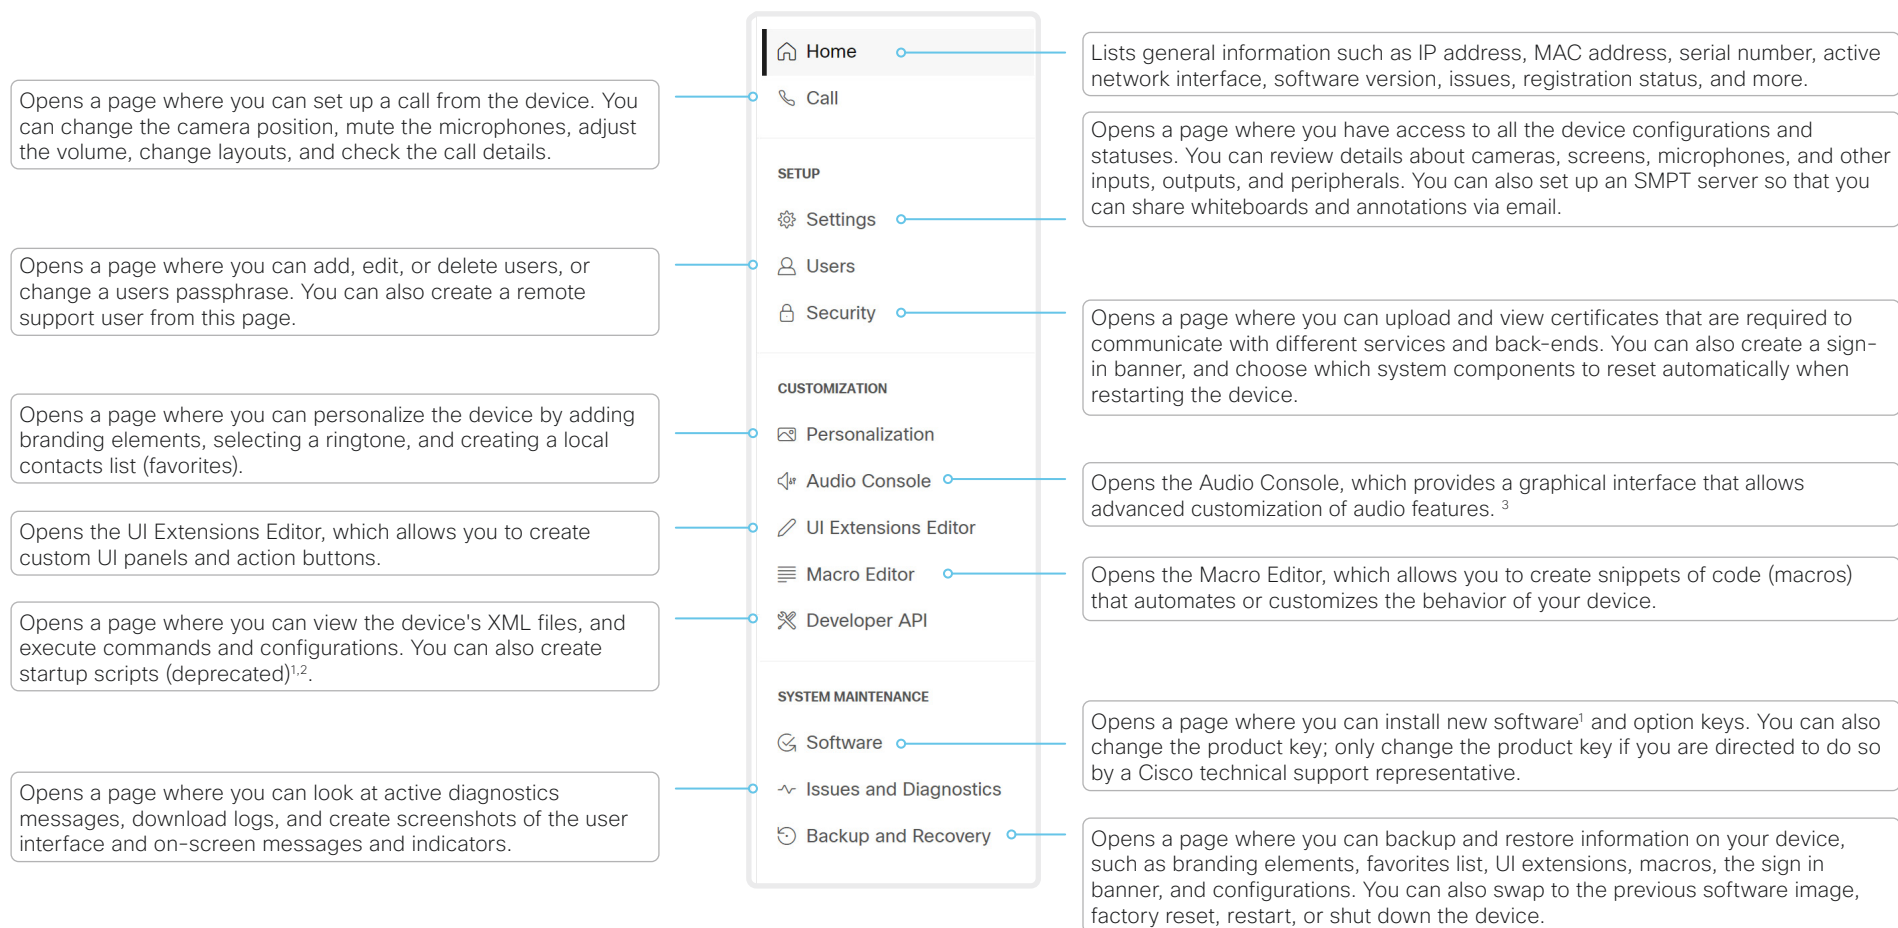 Home
Call
SETUP
Settings
Users
Security
CUSTOMIZATION
Personalization
Audio Console
UI Extensions Editor
Macro Editor
Developer API
SYSTEM MAINTENANCE
Software
Issues and Diagnostics
Backup and Recovery
Opens a page where you can set up a call from the device. You
can change the camera position, mute the microphones, adjust
the volume, change layouts, and check the call details.
Opens a page where you can add, edit, or delete users, or
change a users passphrase. You can also create a remote
support user from this page.
Opens a page where you can personalize the device by adding
branding elements, selecting a ringtone, and creating a local
contacts list (favorites).
Opens the UI Extensions Editor, which allows you to create
custom UI panels and action buttons.
Opens a page where you can view the device's XML files, and
execute commands and configurations. You can also create
startup scripts (deprecated)¹,².
Opens a page where you can look at active diagnostics
messages, download logs, and create screenshots of the user
interface and on-screen messages and indicators.
Lists general information such as IP address, MAC address, serial number, active
network interface, software version, issues, registration status, and more.
Opens a page where you have access to all the device configurations and
statuses. You can review details about cameras, screens, microphones, and other
inputs, outputs, and peripherals. You can also set up an SMPT server so that you
can share whiteboards and annotations via email.
Opens a page where you can upload and view certificates that are required to
communicate with different services and back-ends. You can also create a sign-
in banner, and choose which system components to reset automatically when
restarting the device.
Opens the Audio Console, which provides a graphical interface that allows
advanced customization of audio features. ³
Opens the Macro Editor, which allows you to create snippets of code (macros)
that automates or customizes the behavior of your device.
Opens a page where you can install new software¹ and option keys. You can also
change the product key; only change the product key if you are directed to do so
by a Cisco technical support representative.
Opens a page where you can backup and restore information on your device,
such as branding elements, favorites list, UI extensions, macros, the sign in
banner, and configurations. You can also swap to the previous software image,
factory reset, restart, or shut down the device.